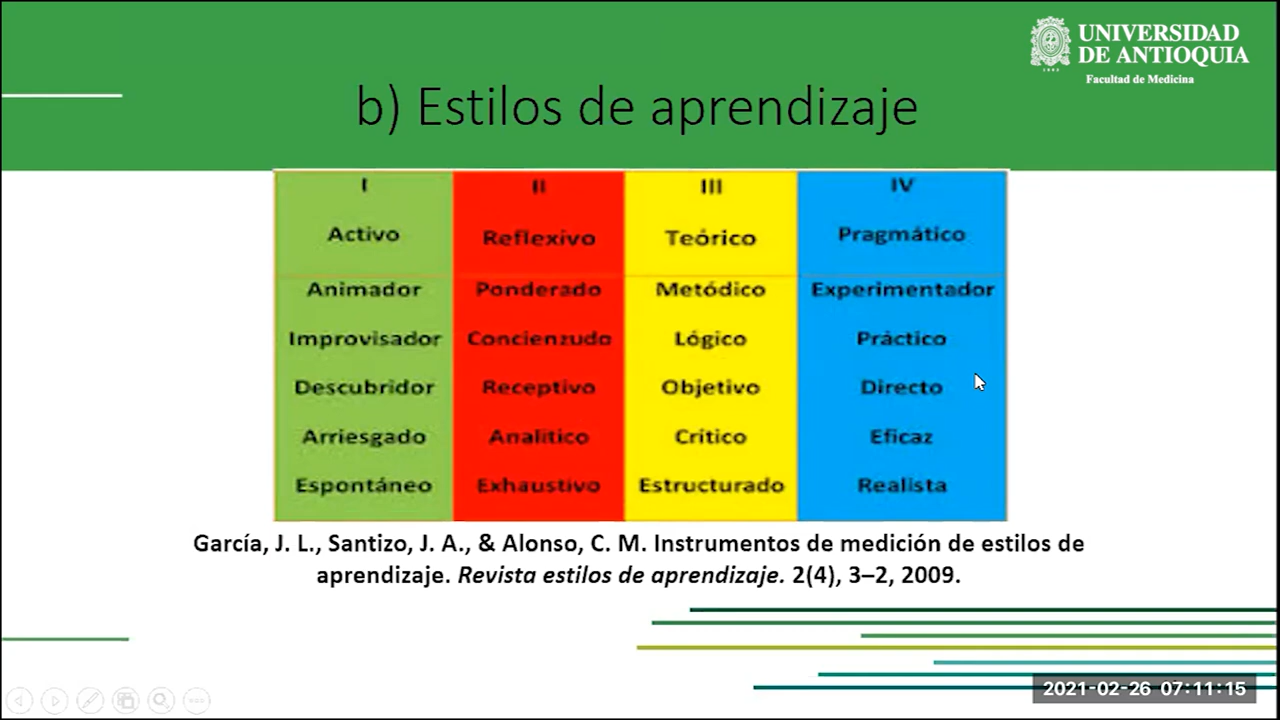 UNIVERSIDAD
DE ANTIOQUIA
1803
Facultad de Medicina
b) Estilos de aprendizaje
I II III IV
Activo Reflexivo Teórico Pragmático
Animador Ponderado Metódico Experimentador
Improvisador Concienzudo Lógico Práctico
Descubridor Receptivo Objetivo Directo
Arriesgado Analítico Crítico Eficaz
Espontáneo Exhaustivo Estructurado Realista
García, J. L., Santizo, J. A., & Alonso, C. M. Instrumentos de medición de estilos de
aprendizaje. Revista estilos de aprendizaje. 2(4), 3–2, 2009.
2021-02-26 07:11:15